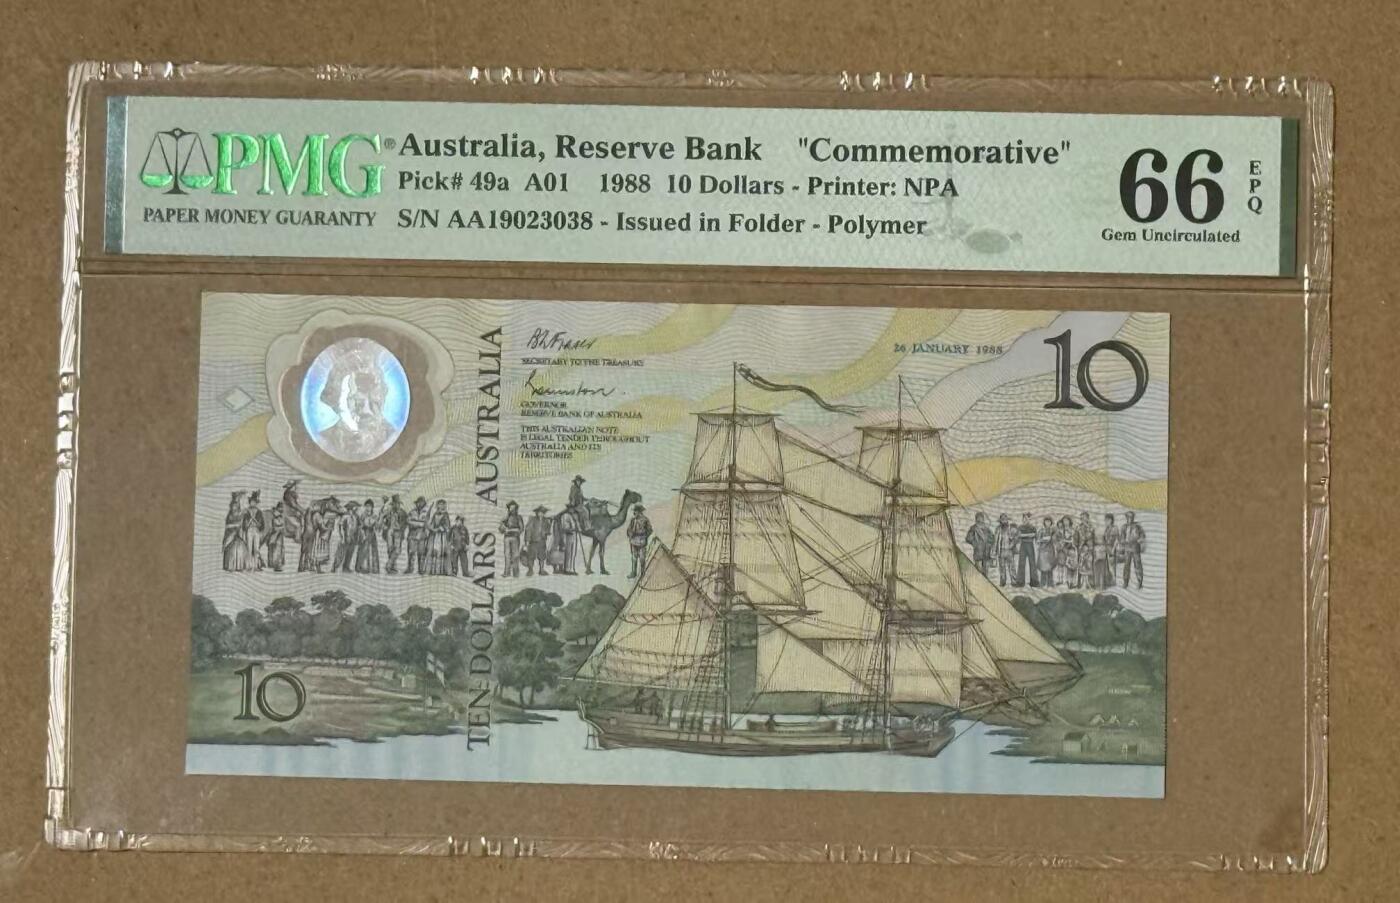 PMG®
PAPER MONEY GUARANTY
Australia, Reserve Bank "Commemorative"
Pick# 49a A01 1988 10 Dollars - Printer: NPA
S/N AA19023038 - Issued in Folder - Polymer
66
EPQ
Gem Uncirculated
SECRETARY TO THE TREASURY
GOVERNOR
RESERVE BANK OF AUSTRALIA
THIS AUSTRALIAN NOTE
IS LEGAL TENDER THROUGHOUT
AUSTRALIA AND ITS
TERRITORIES
26 JANUARY 1988
10
TEN DOLLARS AUSTRALIA
10